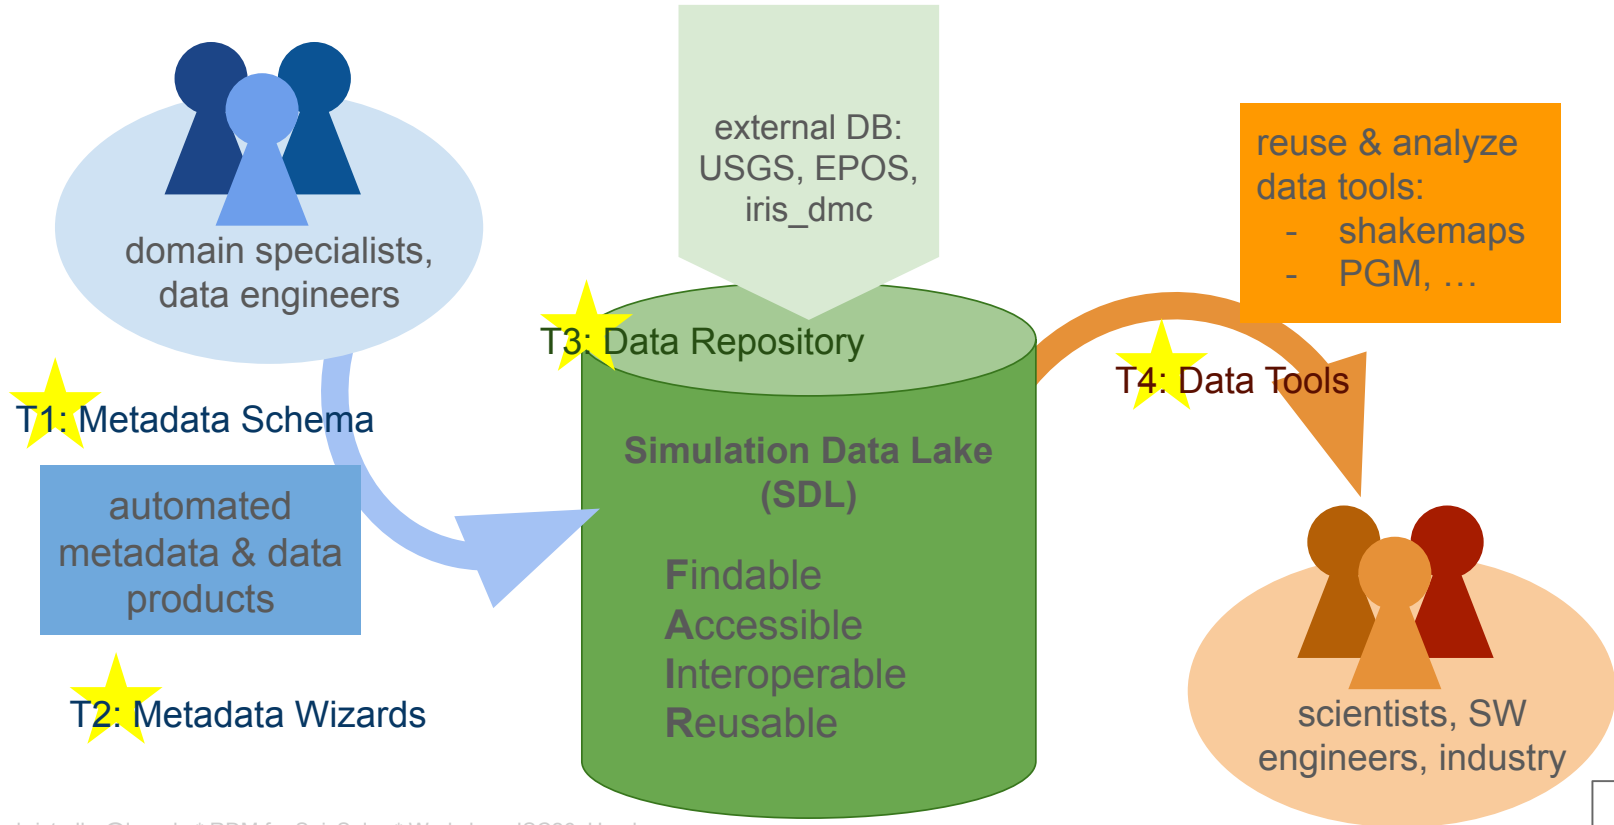 domain specialists,
data engineers
external DB:
USGS, EPOS,
iris_dmc
reuse & analyze
data tools:
- shakemaps
- PGM, …
T3: Data Repository
T4: Data Tools
T1: Metadata Schema
automated
metadata & data
products
T2: Metadata Wizards
Simulation Data Lake
(SDL)
Findable
Accessible
Interoperable
Reusable
scientists, SW
engineers, industry